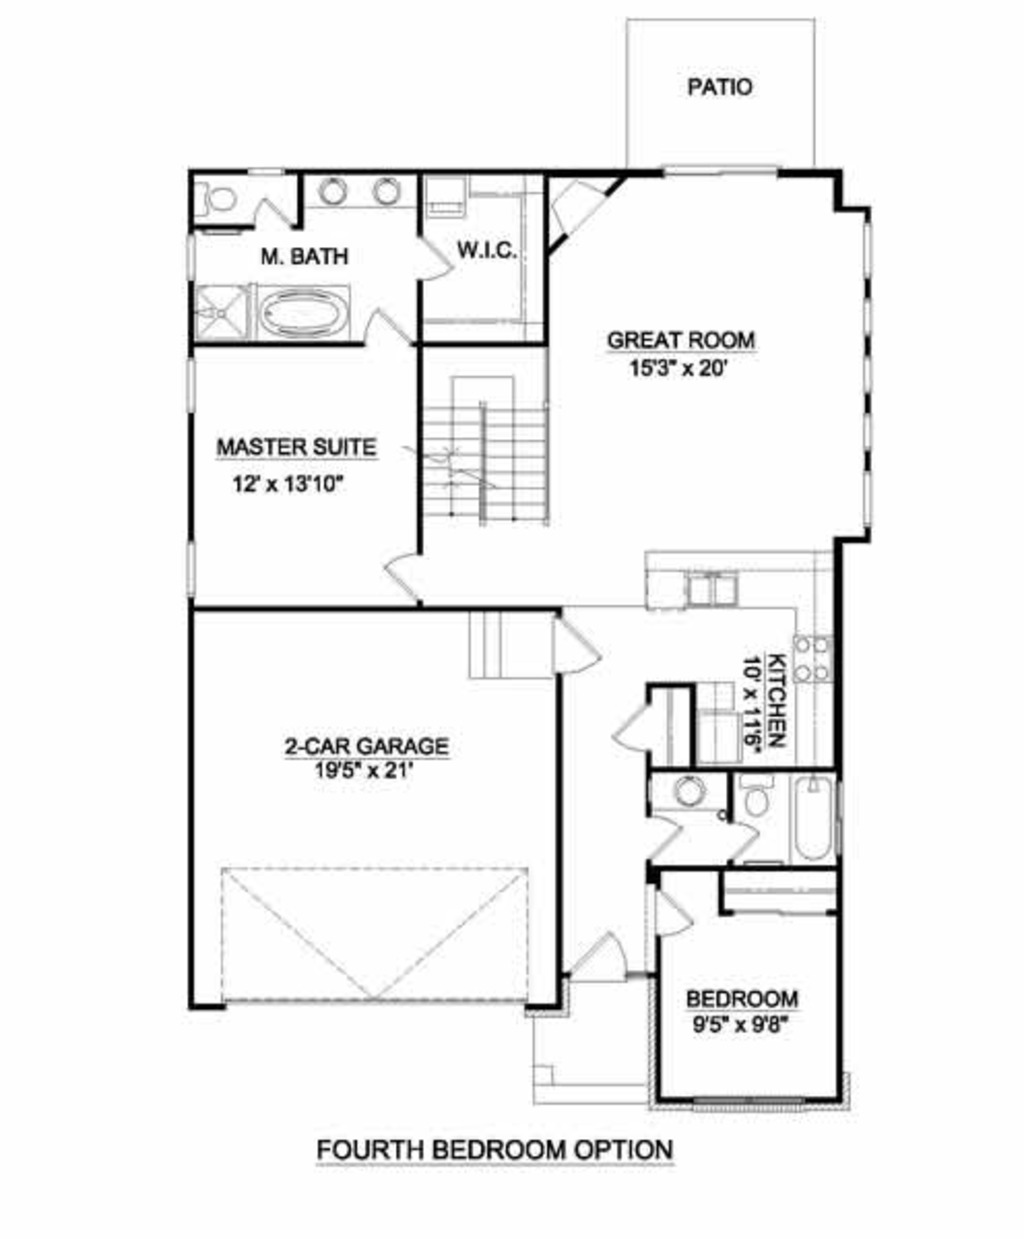 PATIO
M. BATH
W.I.C.
GREAT ROOM
15'3" x 20'
MASTER SUITE
12' x 13'10"
KITCHEN
10' x 11'6"
2-CAR GARAGE
19'5" x 21'
BEDROOM
9'5" x 9'8"
FOURTH BEDROOM OPTION